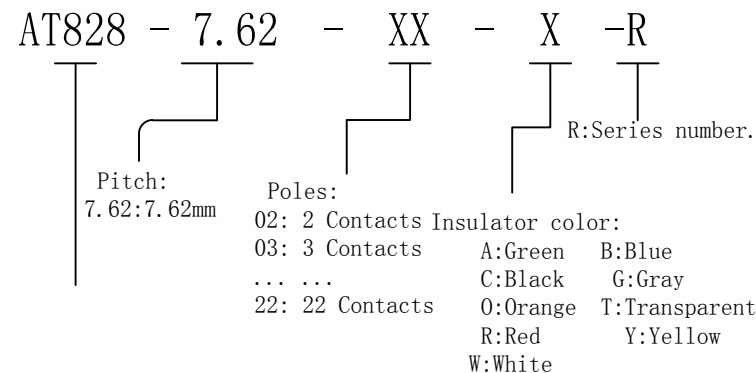 AT828 - 7.62 - XX - X -R
R:Series number.
Pitch:
7.62:7.62mm
Poles:
02: 2 Contacts
03: 3 Contacts
... ...
22: 22 Contacts
Insulator color:
A:Green B:Blue
C:Black G:Gray
O:Orange T:Transparent
R:Red Y:Yellow
W:White